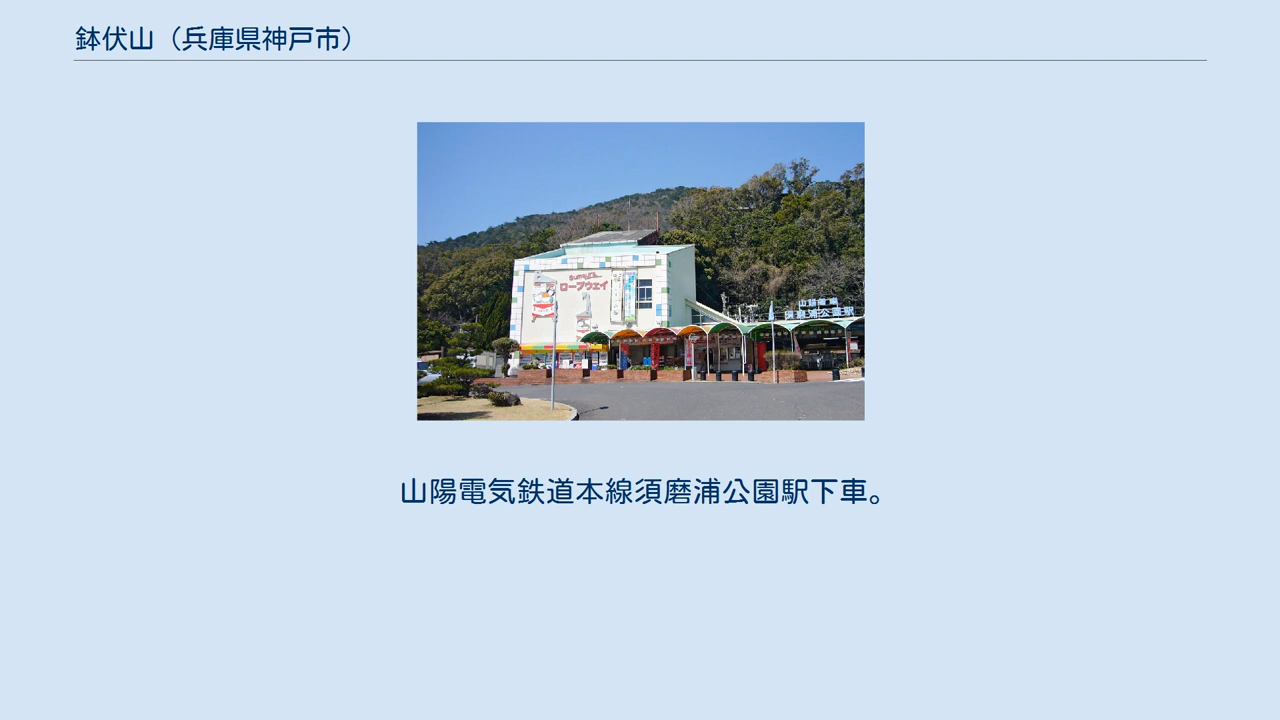 鉢伏山（兵庫県神戸市）
ロープウェイ
山陽電車
須磨浦公園駅
山陽電気鉄道本線須磨浦公園駅下車。